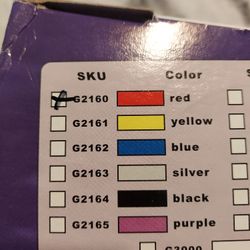 SKU Color
G2160 red
G2161 yellow
G2162 blue
G2163 silver
G2164 black
G2165 purple